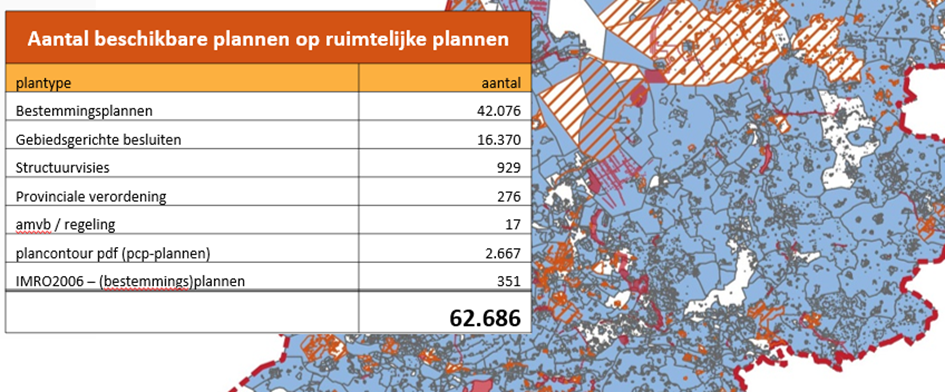 Aantal beschikbare plannen op ruimtelijke plannen
plantype aantal
Bestemmingsplannen 42.076
Gebiedsgerichte besluiten 16.370
Structuurvisies 929
Provinciale verordening 276
amvb / regeling 17
plancontour pdf (pcp-plannen) 2.667
IMRO2006 – (bestemmings)plannen 351
62.686